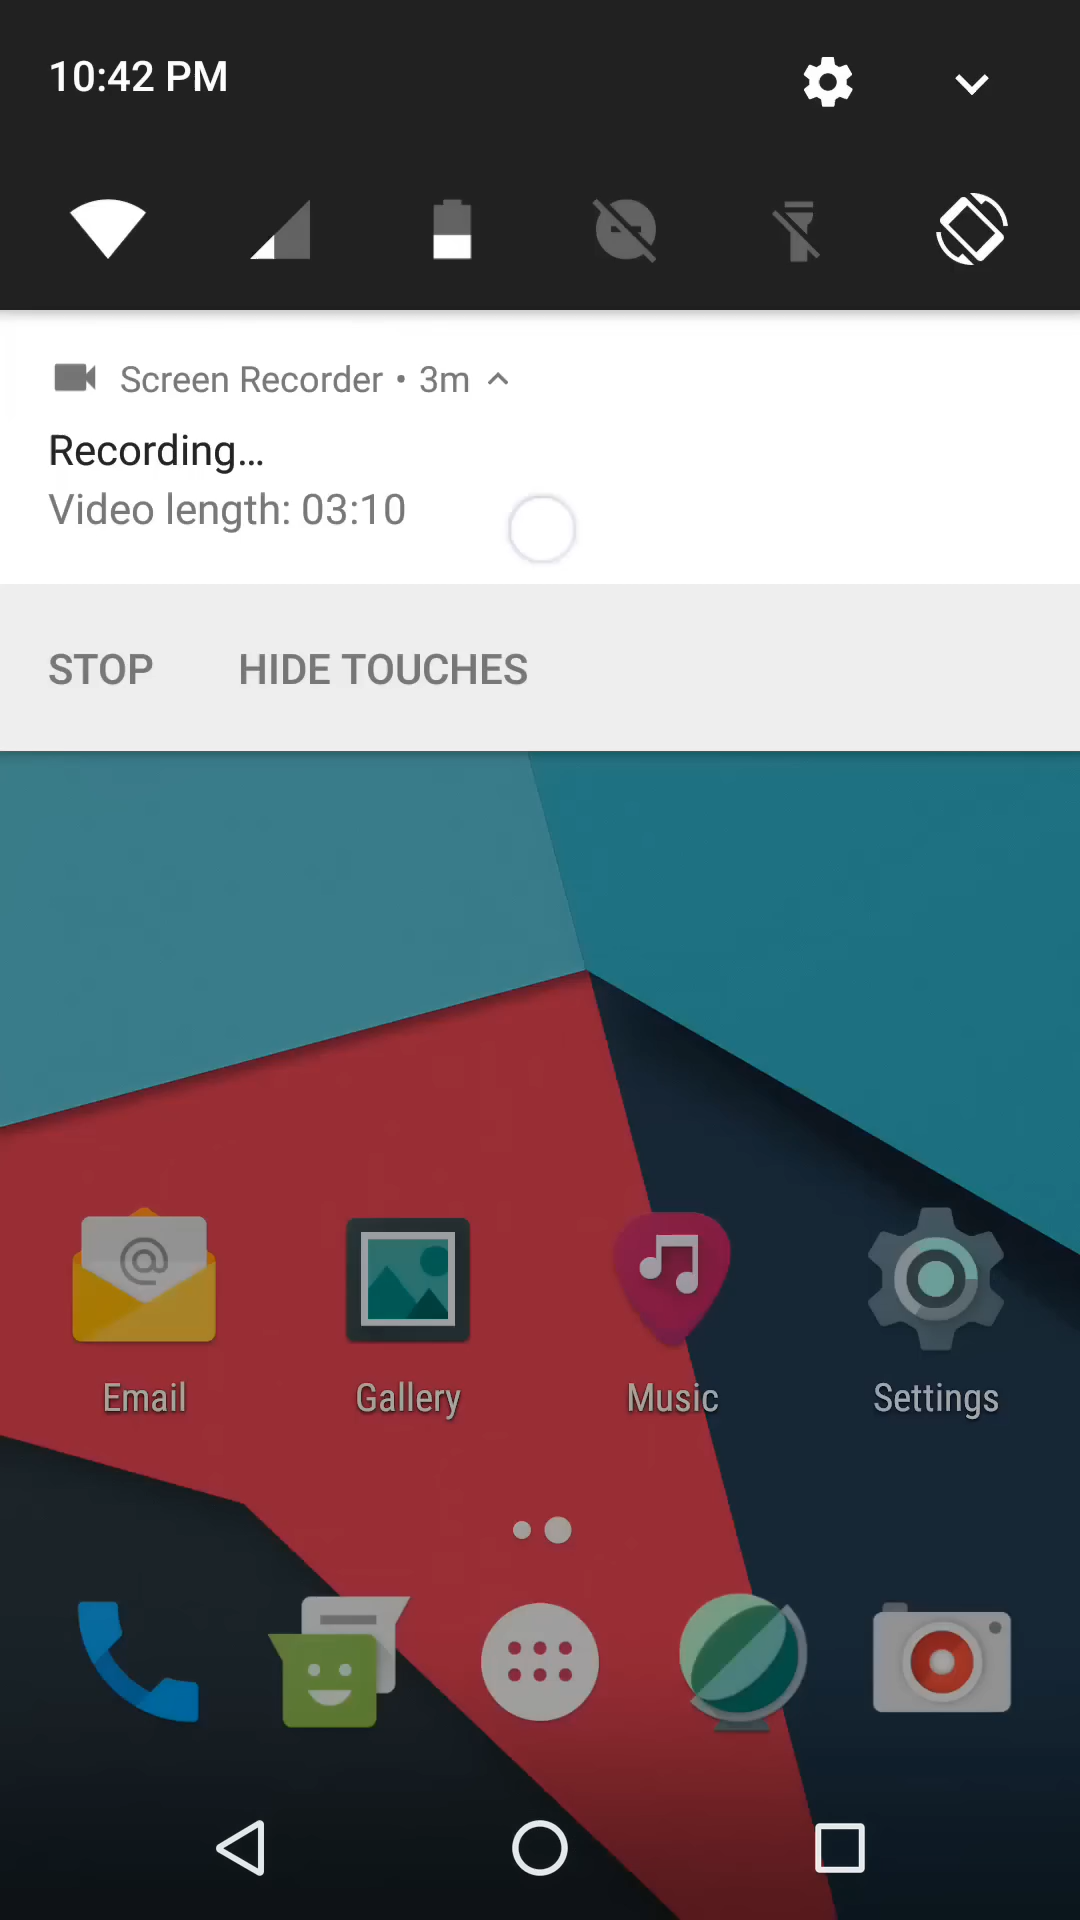 10:42 PM
Screen Recorder • 3m
Recording...
Video length: 03:10
STOP HIDE TOUCHES
Email Gallery Music Settings